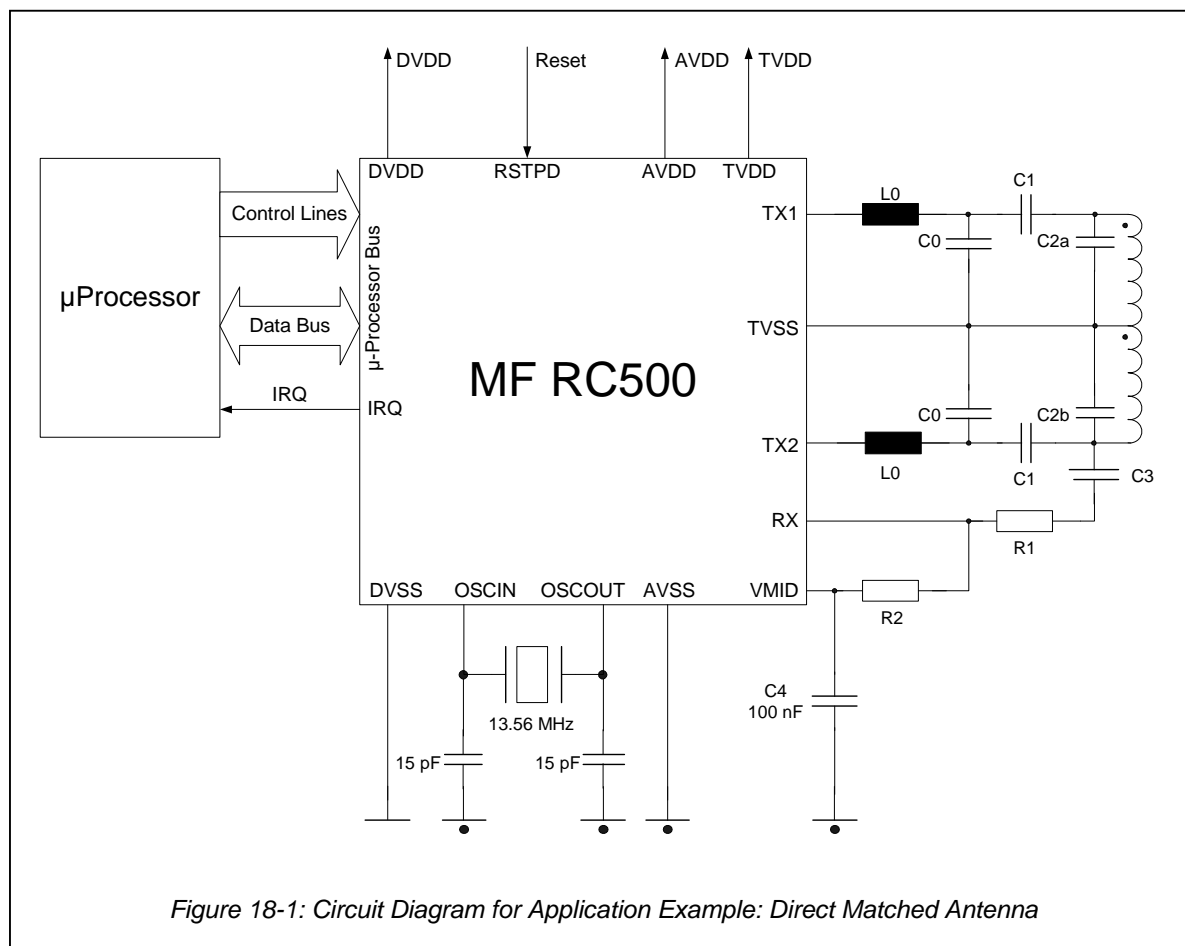 DVDD
Reset
AVDD
TVDD
DVDD
RSTPD
AVDD
TVDD
µProcessor
Control Lines
Data Bus
IRQ
µ-Processor Bus
IRQ
MF RC500
TX1
TVSS
TX2
RX
VMID
L0
C0
C1
C2a
C0
C2b
L0
C1
C3
R1
R2
DVSS
OSCIN
OSCOUT
AVSS
13.56 MHz
15 pF
15 pF
C4
100 nF
Figure 18-1: Circuit Diagram for Application Example: Direct Matched Antenna